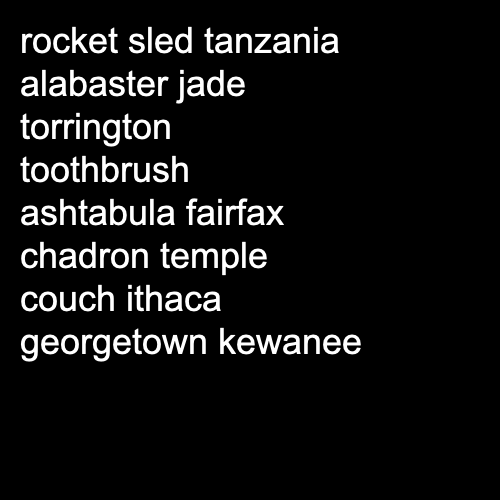 rocket sled tanzania
alabaster jade
torrington
toothbrush
ashtabula fairfax
chadron temple
couch ithaca
georgetown kewanee